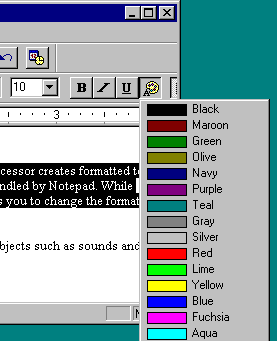 10
B I U
3
Black
Maroon
cessor creates formatted te
Green
ndled by Notepad. While
Olive
Navy
s you to change the format
Purple
Teal
Gray
bjects such as sounds and
Silver
Red
Lime
Yellow
Blue
Fuchsia
Aqua